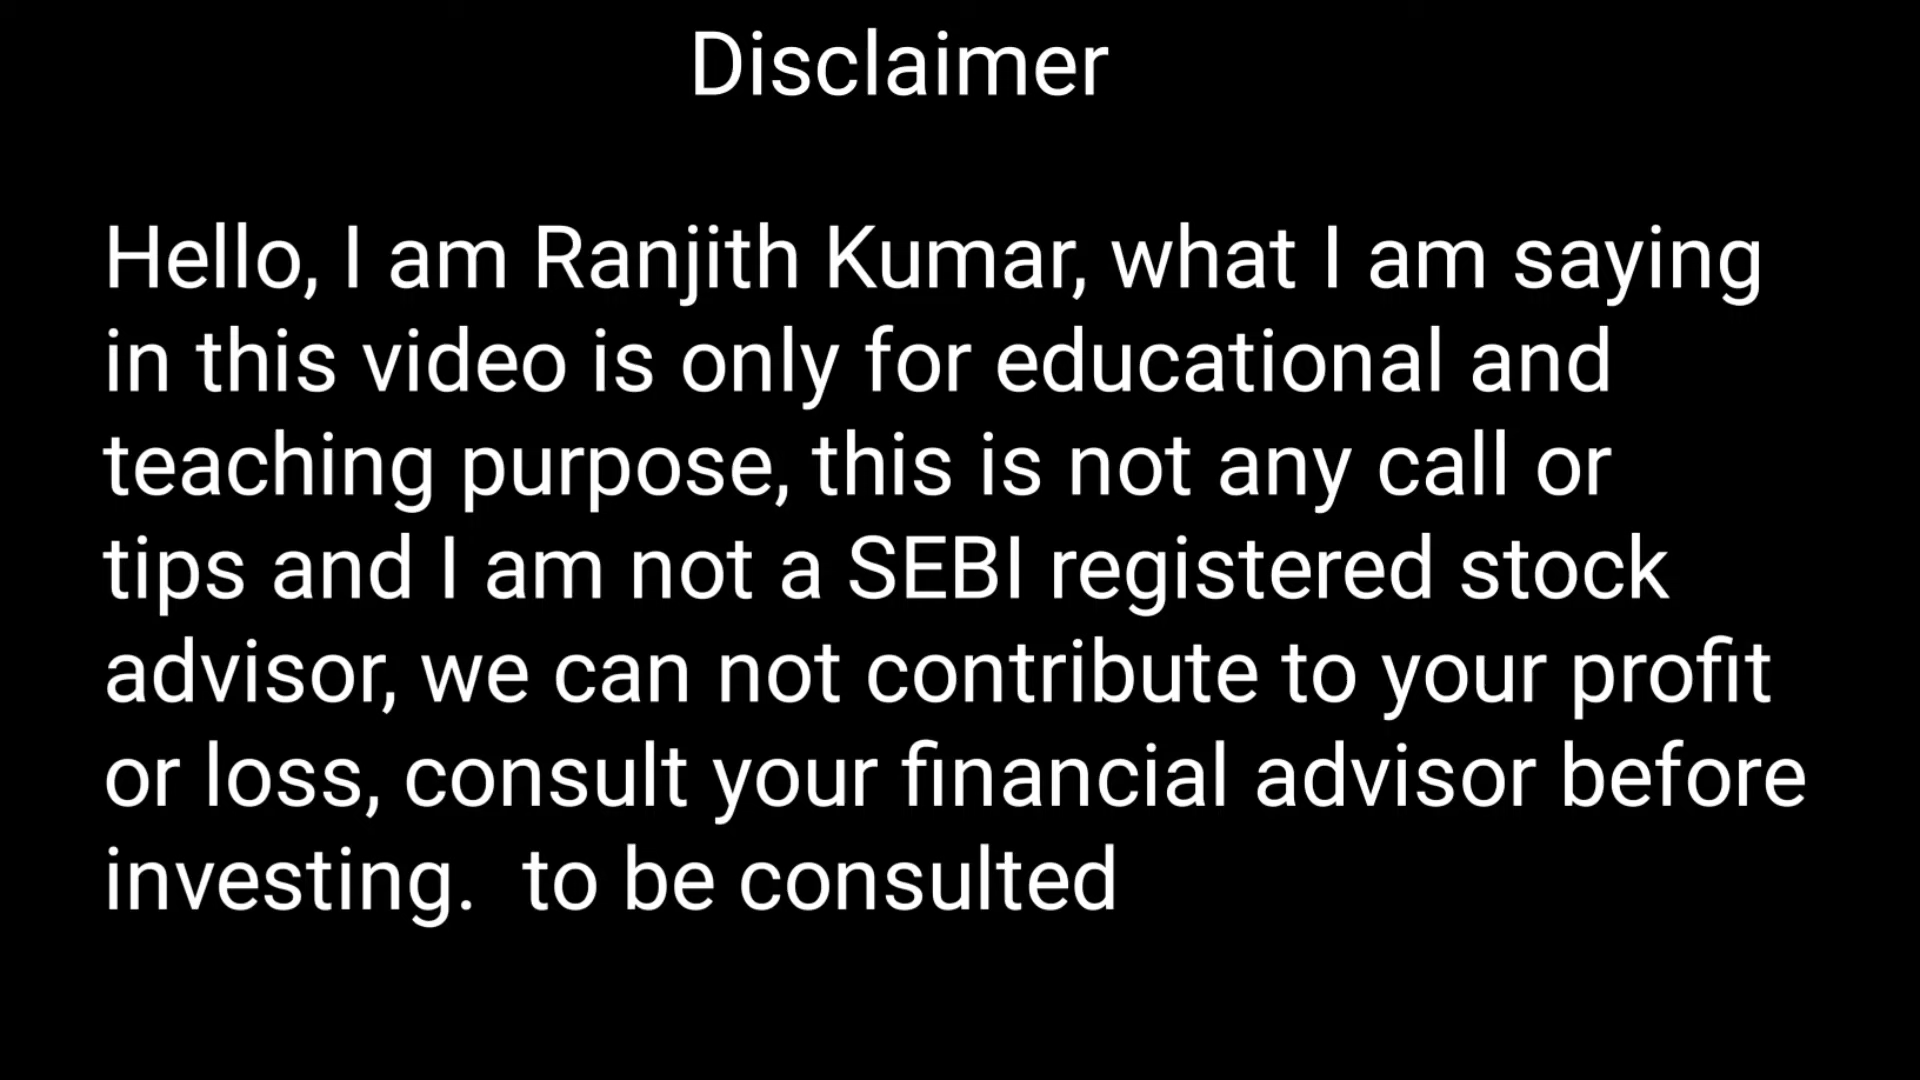 Disclaimer
Hello, I am Ranjith Kumar, what I am saying
in this video is only for educational and
teaching purpose, this is not any call or
tips and I am not a SEBI registered stock
advisor, we can not contribute to your profit
or loss, consult your financial advisor before
investing.  to be consulted